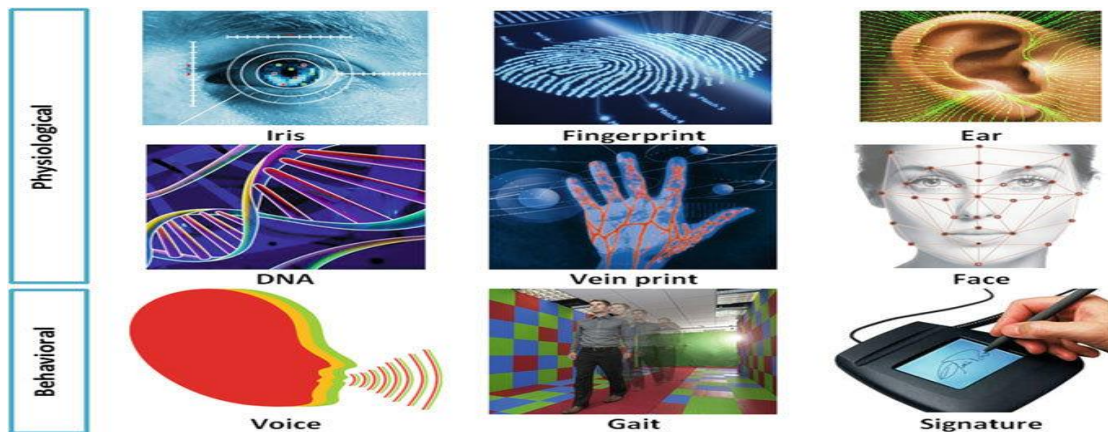 Physiological
Iris
Fingerprint
Ear
DNA
Vein print
Face
Behavioral
Voice
Gait
Signature